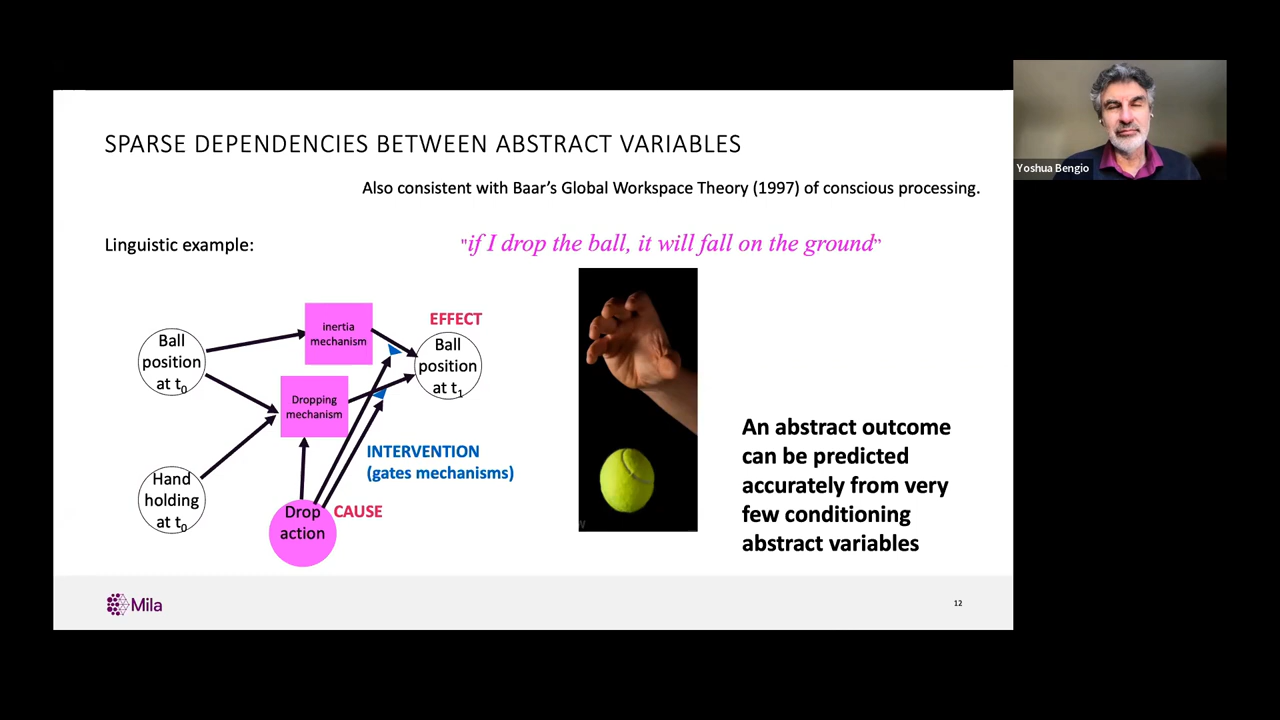 SPARSE DEPENDENCIES BETWEEN ABSTRACT VARIABLES
Also consistent with Baar's Global Workspace Theory (1997) of conscious processing.
Linguistic example:
"if I drop the ball, it will fall on the ground”
Ball
position
at t0
inertia
mechanism
EFFECT
Ball
position
at t1
Dropping
mechanism
INTERVENTION
(gates mechanisms)
Hand
holding
at t0
Drop
action
CAUSE
An abstract outcome
can be predicted
accurately from very
few conditioning
abstract variables
Mila
12
Yoshua Bengio